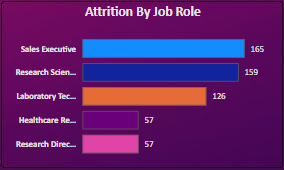 Attrition By Job Role
Sales Executive 165
Research Scien... 159
Laboratory Tec... 126
Healthcare Re... 57
Research Direc... 57